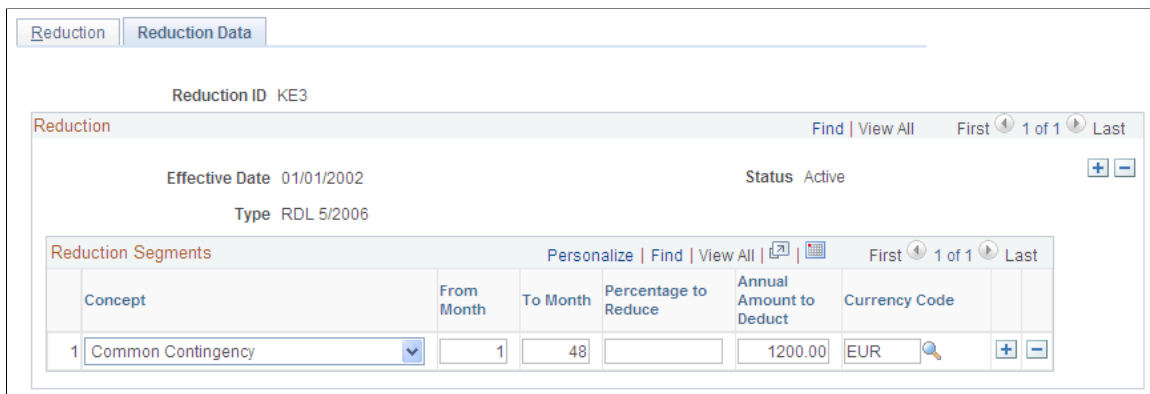 Reduction Reduction Data
Reduction ID KE3
Reduction Find | View All First 1 of 1 Last
Effective Date 01/01/2002 Status Active
Type RDL 5/2006
Reduction Segments Personalize | Find | View All | | First 1 of 1 Last
Concept From Month To Month Percentage to Reduce Annual Amount to Deduct Currency Code
1 Common Contingency 1 48 1200.00 EUR